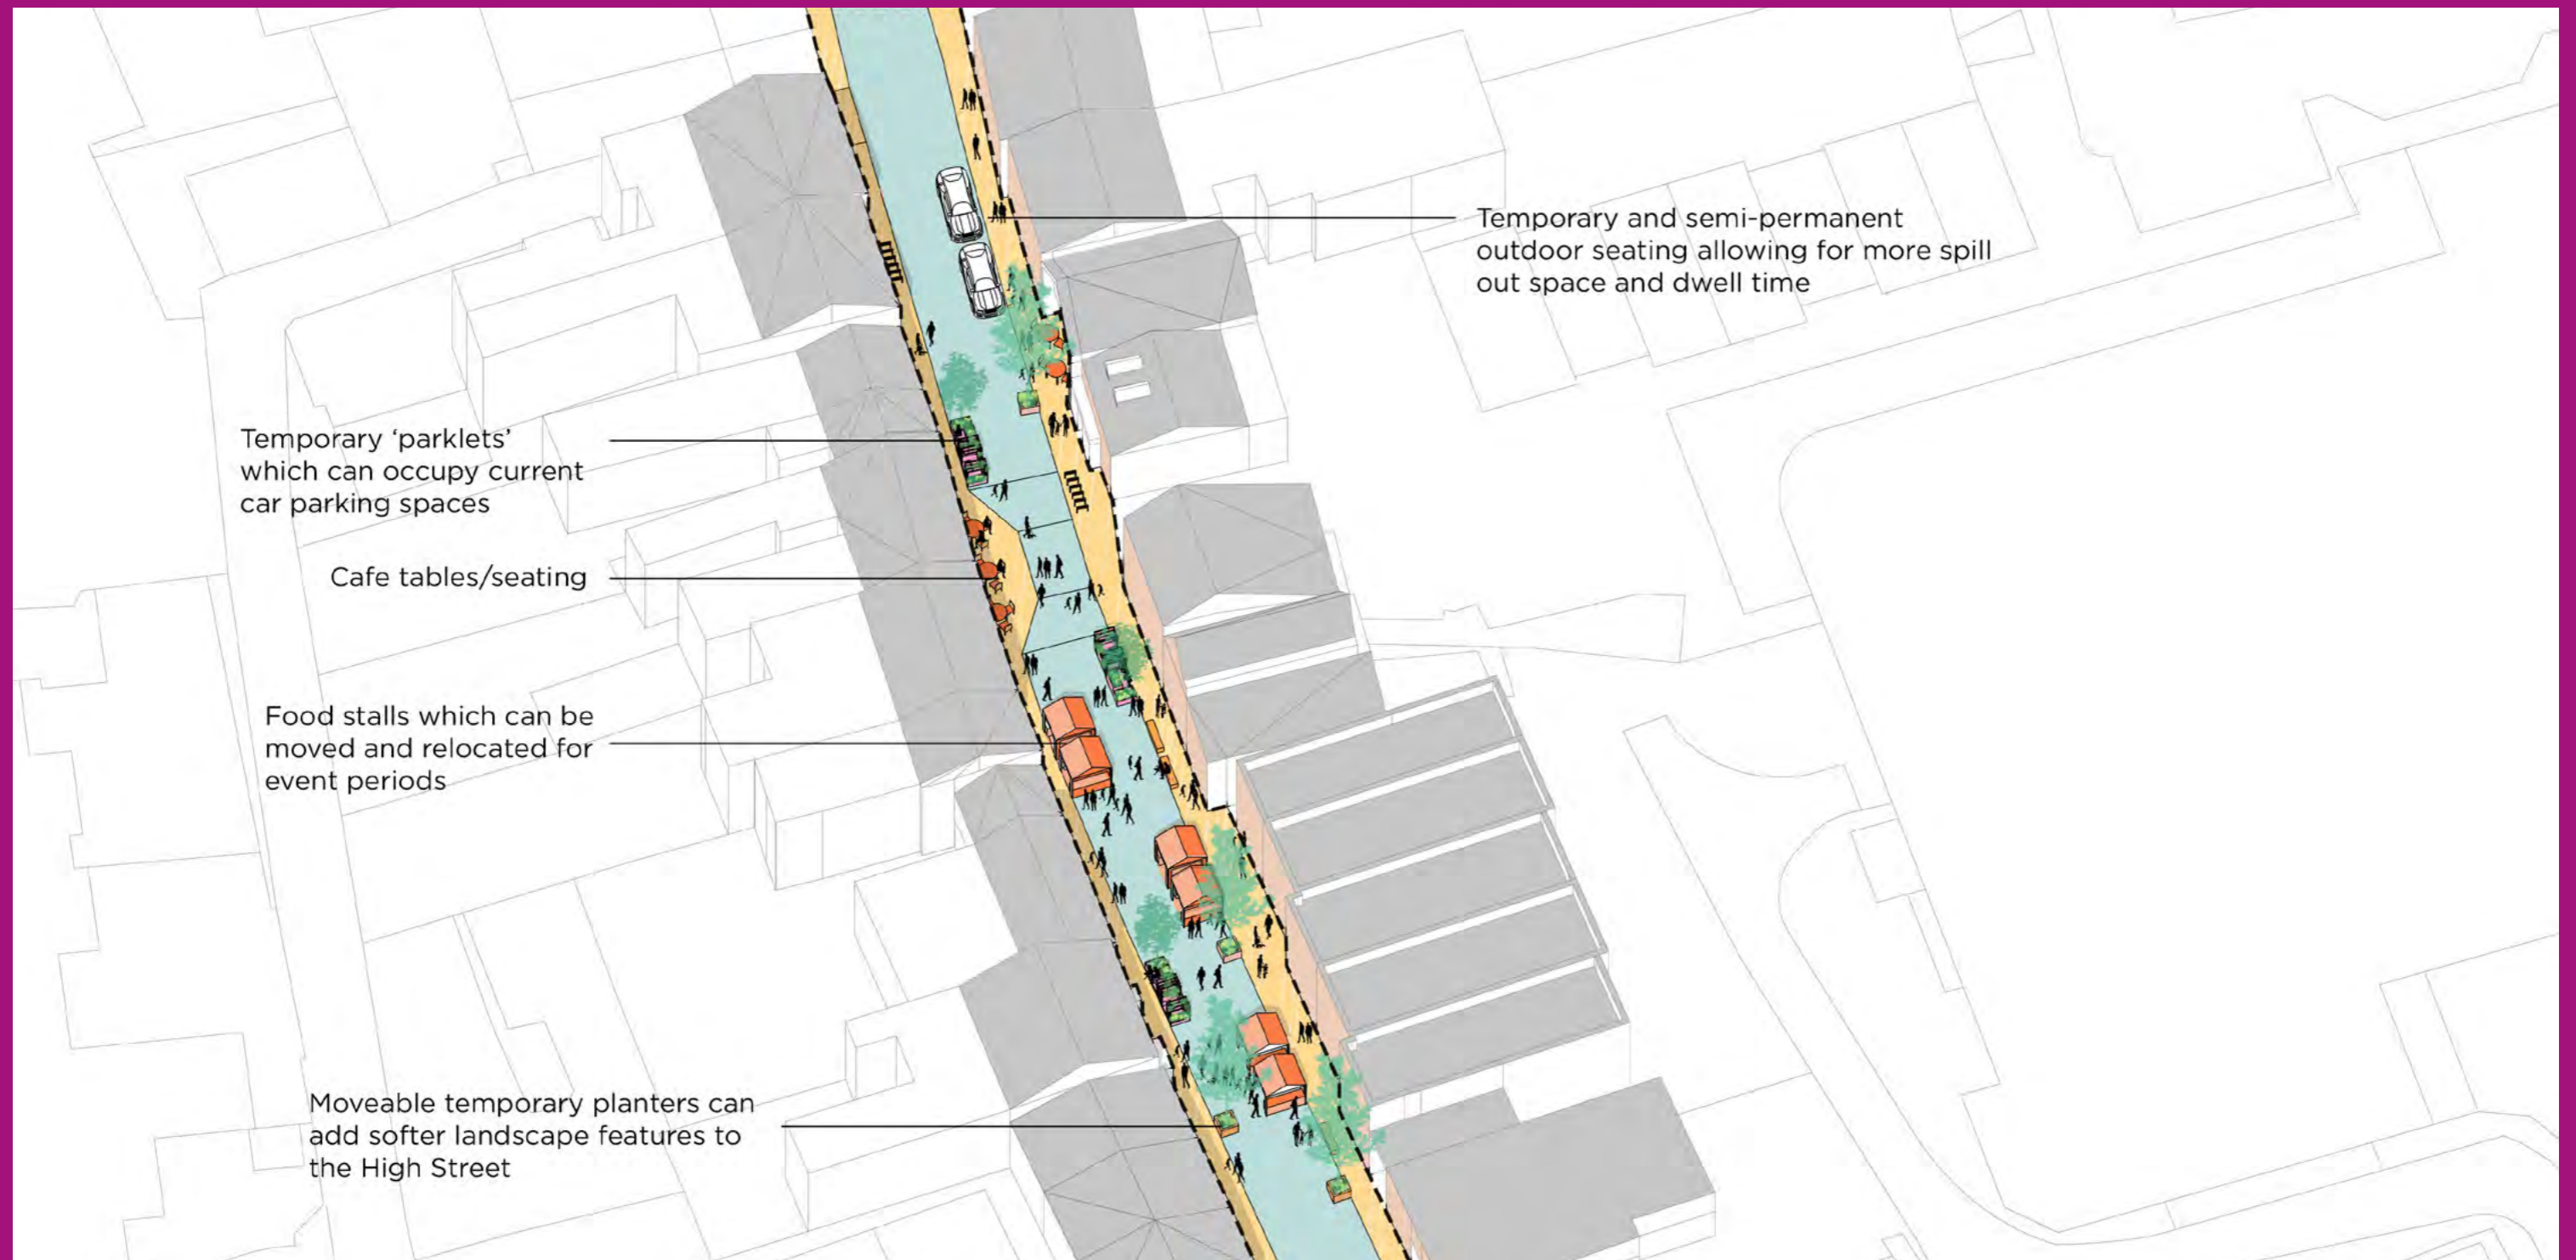 Temporary and semi-permanent
outdoor seating allowing for more spill
out space and dwell time
Temporary ‘parklets’
which can occupy current
car parking spaces
Cafe tables/seating
Food stalls which can be
moved and relocated for
event periods
Moveable temporary planters can
add softer landscape features to
the High Street